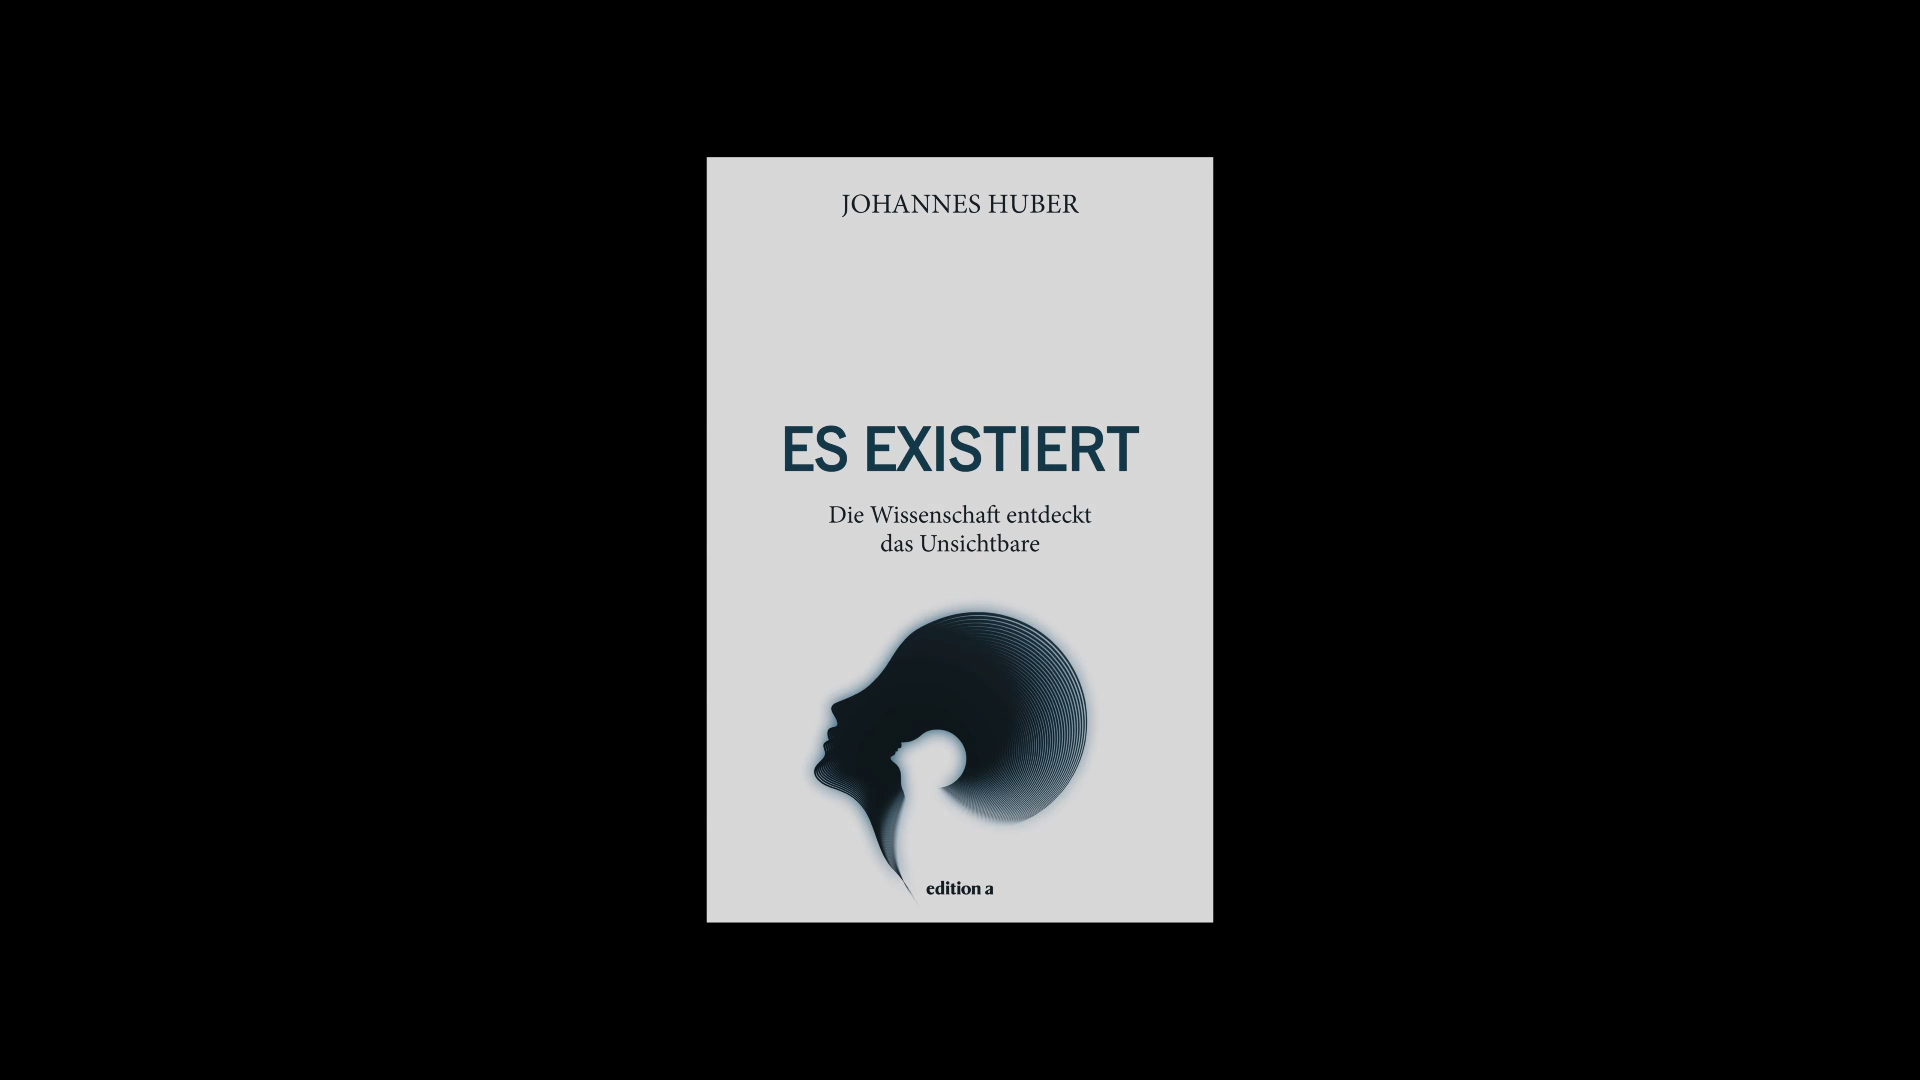 JOHANNES HUBER
ES EXISTIERT
Die Wissenschaft entdeckt
das Unsichtbare
edition a